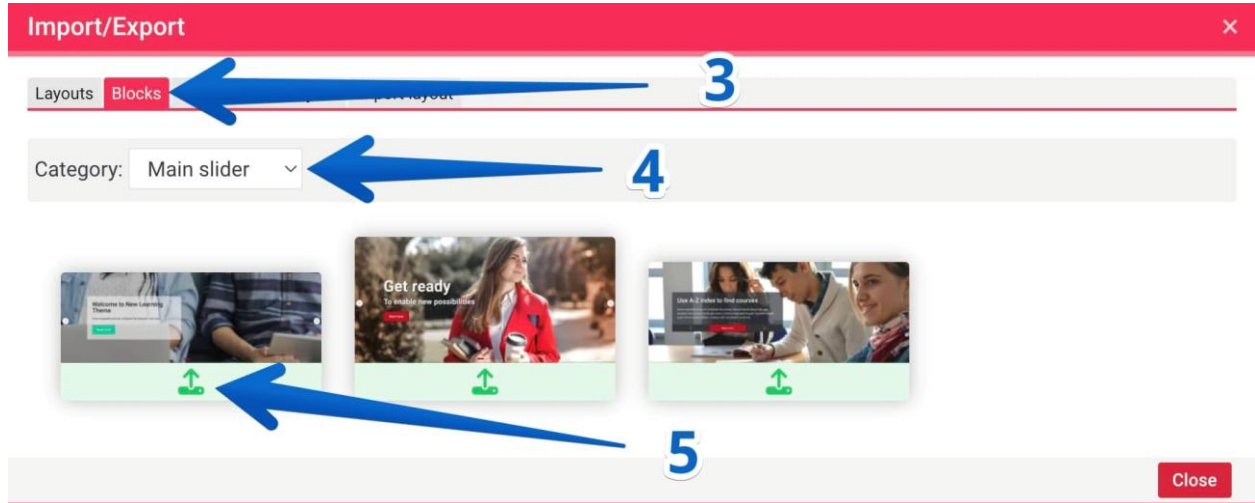 Import/Export ×
3
Layouts Blocks layout
4
Category: Main slider
Welcome to New Learning
Theme
Get ready
To enable new possibilities
Use A-Z index to find courses
5
Close